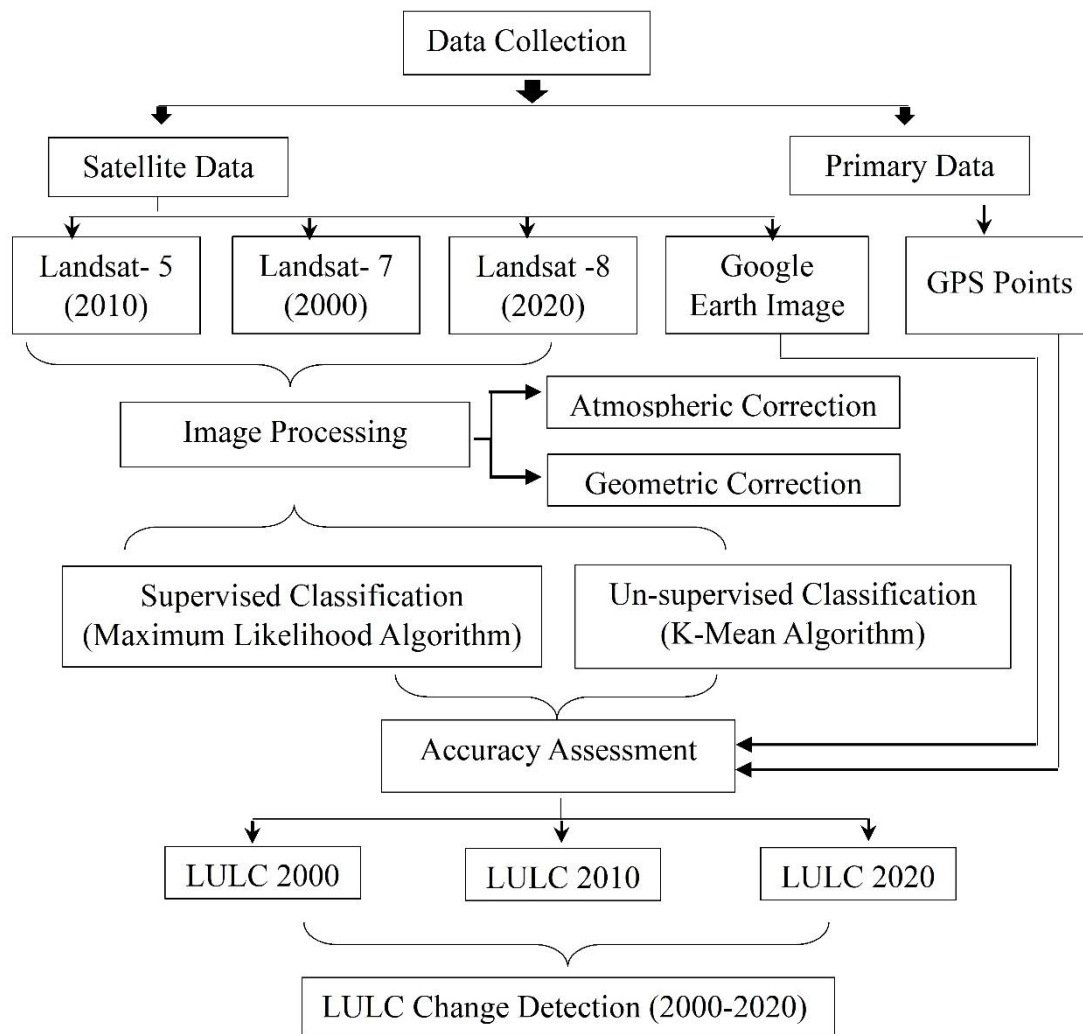 Data Collection
Satellite Data
Primary Data
Landsat- 5
(2010)
Landsat- 7
(2000)
Landsat -8
(2020)
Google
Earth Image
GPS Points
Image Processing
Atmospheric Correction
Geometric Correction
Supervised Classification
(Maximum Likelihood Algorithm)
Un-supervised Classification
(K-Mean Algorithm)
Accuracy Assessment
LULC 2000
LULC 2010
LULC 2020
LULC Change Detection (2000-2020)